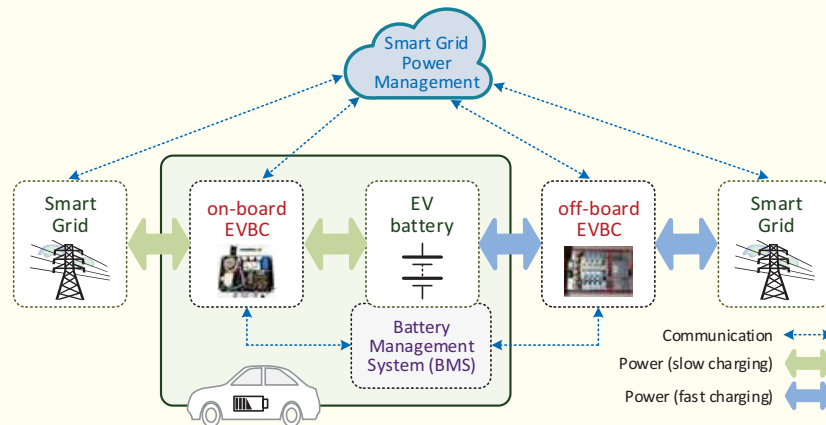 Smart Grid
Power
Management
Smart
Grid
on-board
EVBC
EV
battery
off-board
EVBC
Smart
Grid
Battery
Management
System (BMS)
Communication
Power (slow charging)
Power (fast charging)